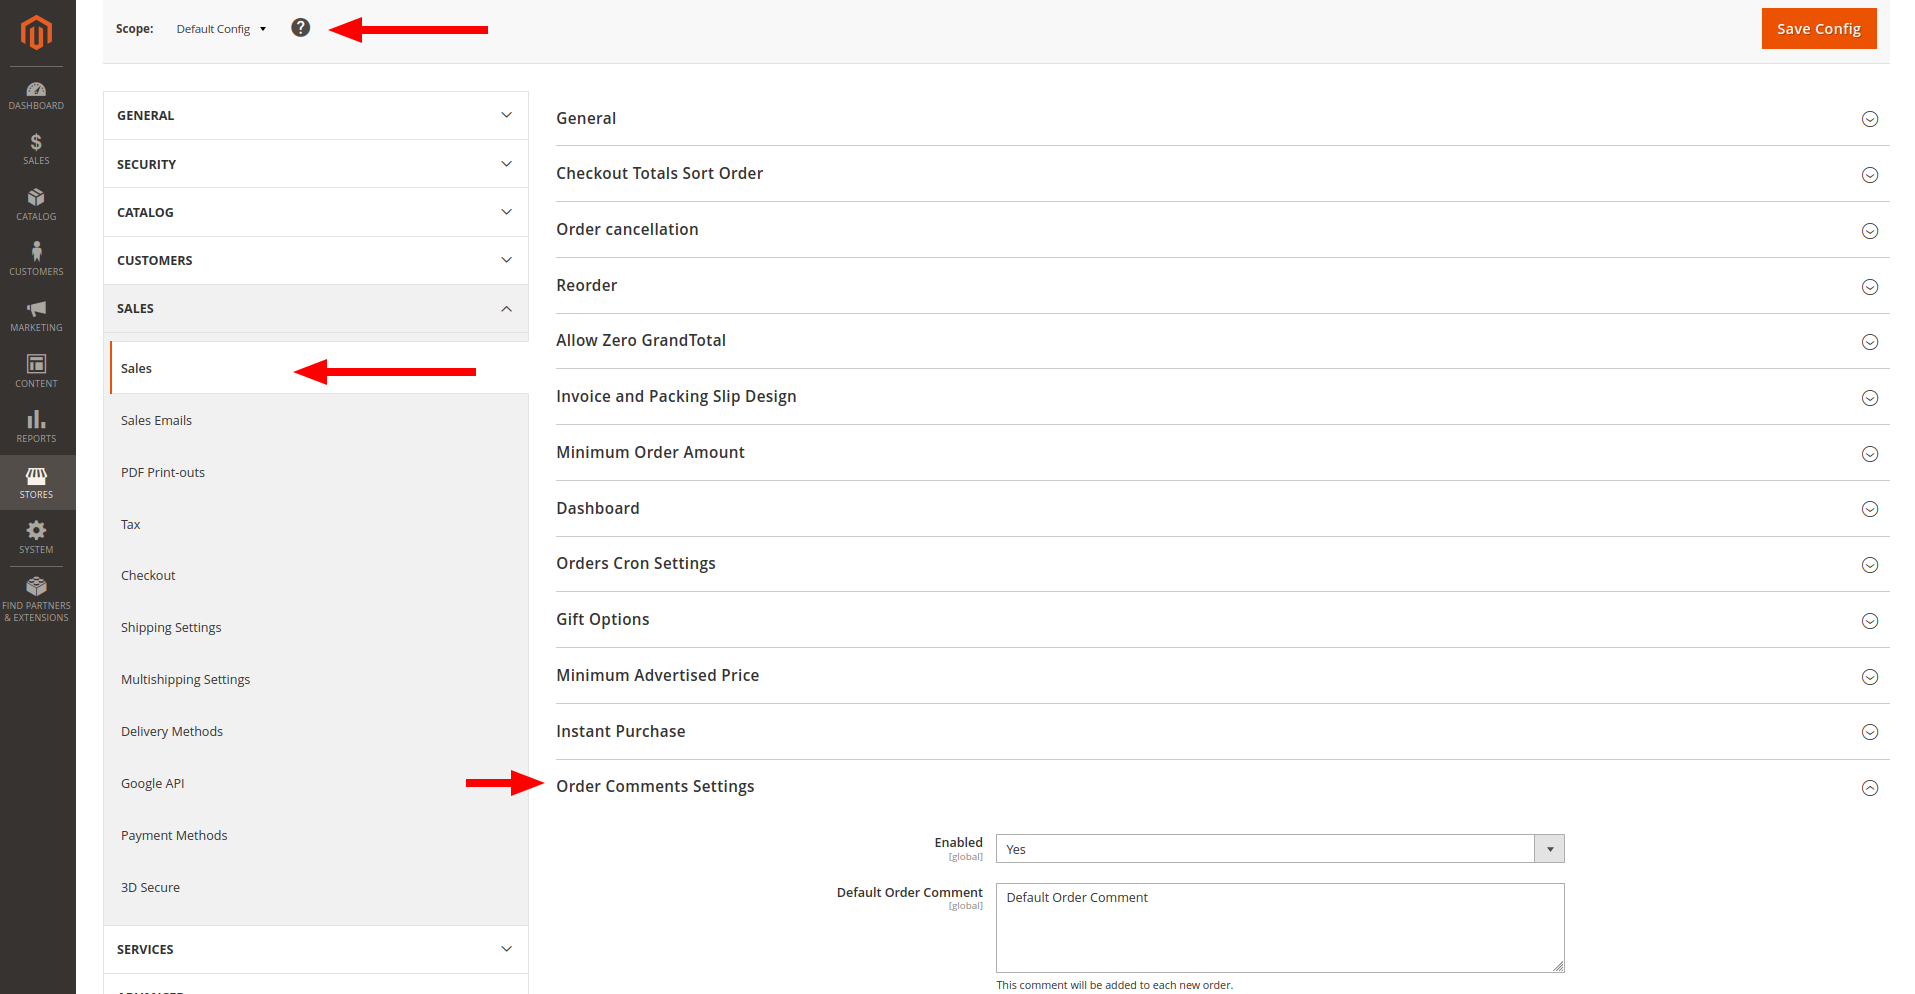 Scope: Default Config ?
Save Config
DASHBOARD
$
SALES
CATALOG
CUSTOMERS
MARKETING
CONTENT
REPORTS
STORES
SYSTEM
FIND PARTNERS
& EXTENSIONS
GENERAL
SECURITY
CATALOG
CUSTOMERS
SALES
Sales
Sales Emails
PDF Print-outs
Tax
Checkout
Shipping Settings
Multishipping Settings
Delivery Methods
Google API
Payment Methods
3D Secure
SERVICES
ADVANCED
General
Checkout Totals Sort Order
Order cancellation
Reorder
Allow Zero GrandTotal
Invoice and Packing Slip Design
Minimum Order Amount
Dashboard
Orders Cron Settings
Gift Options
Minimum Advertised Price
Instant Purchase
Order Comments Settings
Enabled
[global]
Yes
Default Order Comment
[global]
Default Order Comment
This comment will be added to each new order.